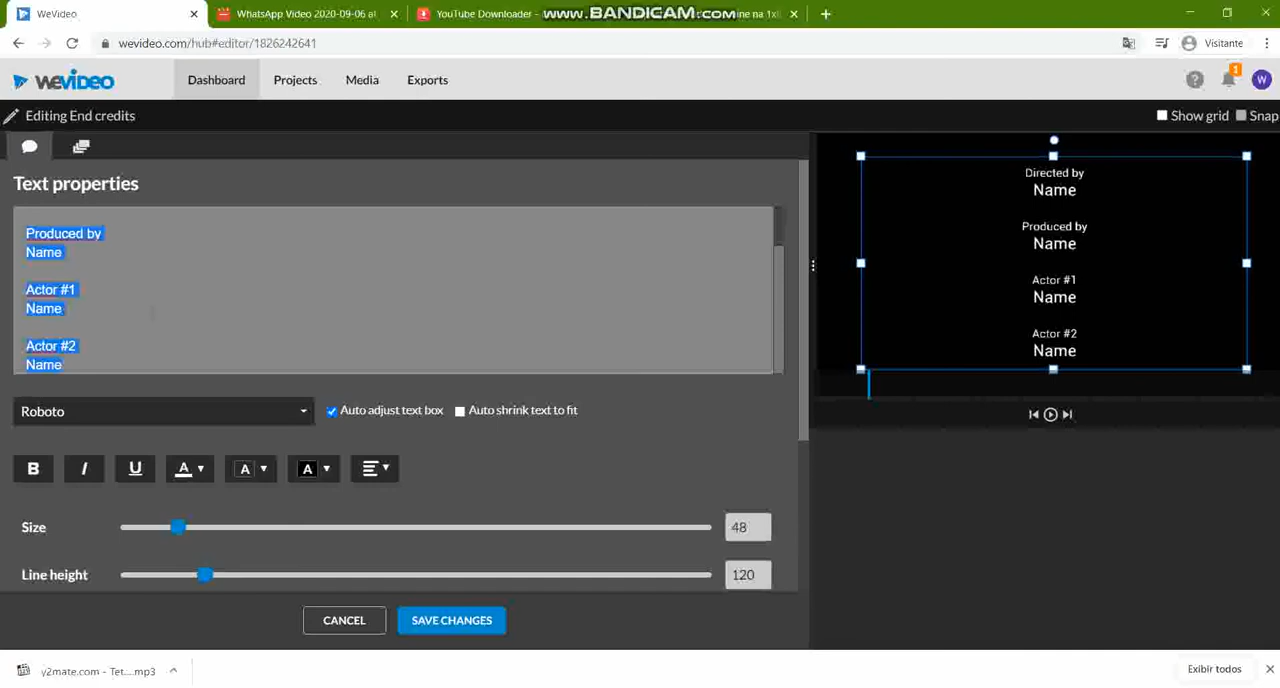 WeVideo
WhatsApp Video 2020-09-06 at
YouTube Downloader -
www.BANDICAM.com
ine na 1xB
wevideo.com/hub#editor/1826242641
Visitante
WEVIDEO
Dashboard
Projects
Media
Exports
1
W
Editing End credits
Show grid
Snap
Text properties
Produced by
Name
Actor #1
Name
Actor #2
Name
Directed by
Name
Produced by
Name
Actor #1
Name
Actor #2
Name
Roboto
Auto adjust text box
Auto shrink text to fit
B I U A A A
Size
48
Line height
120
CANCEL
SAVE CHANGES
y2mate.com - Tet....mp3
Exibir todos